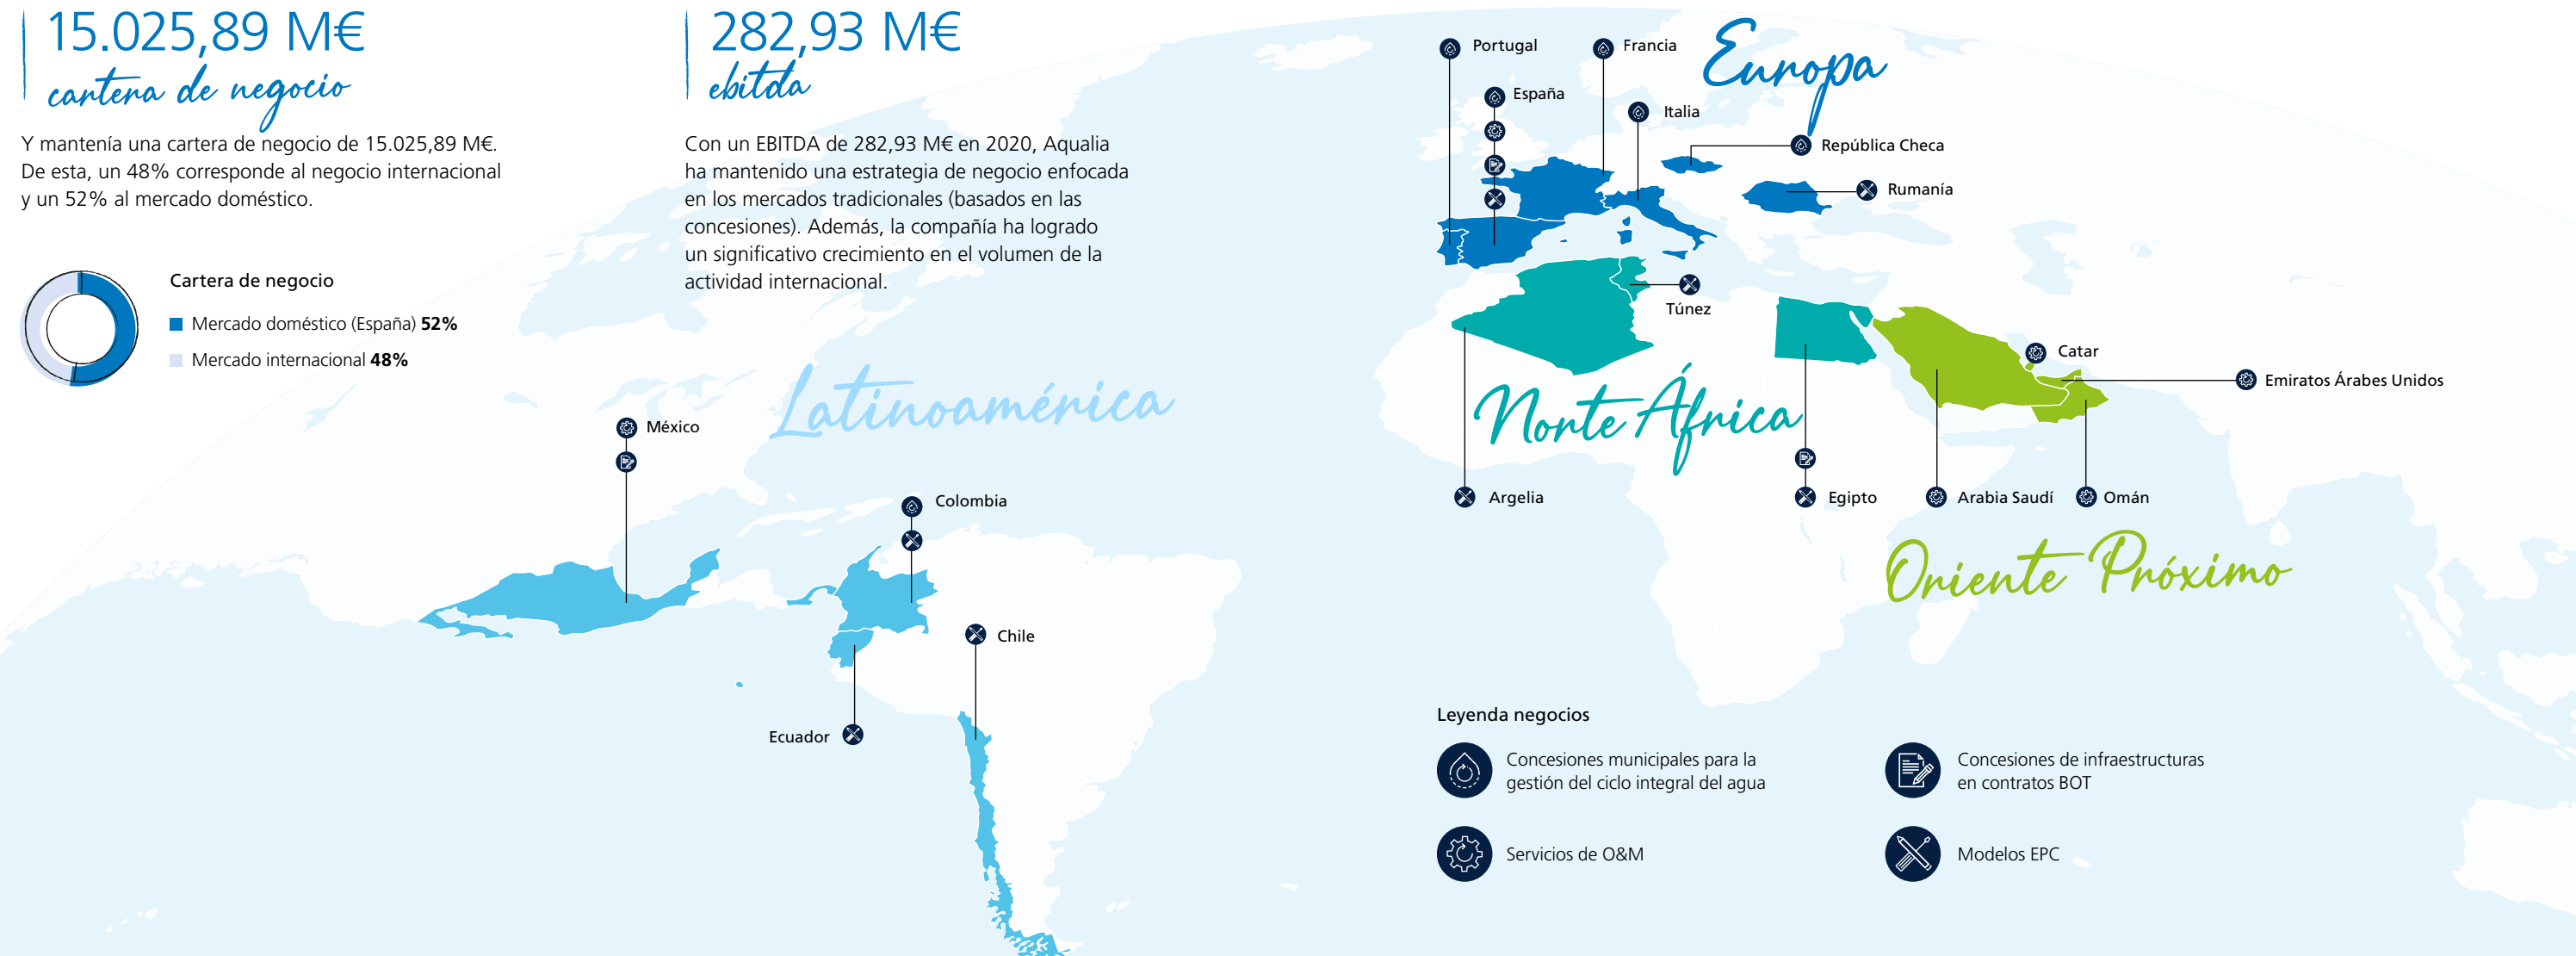 15.025,89 M€
cartera de negocio
Y mantenía una cartera de negocio de 15.025,89 M€.
De esta, un 48% corresponde al negocio internacional
y un 52% al mercado doméstico.
Cartera de negocio
Mercado doméstico (España) 52%
Mercado internacional 48%
282,93 M€
ebitda
Con un EBITDA de 282,93 M€ en 2020, Aqualia
ha mantenido una estrategia de negocio enfocada
en los mercados tradicionales (basados en las
concesiones). Además, la compañía ha logrado
un significativo crecimiento en el volumen de la
actividad internacional.
Latinoamérica
México
Colombia
Chile
Ecuador
Europa
Portugal
Francia
España
Italia
República Checa
Rumanía
Túnez
Norte África
Argelia
Egipto
Catar
Emiratos Árabes Unidos
Arabia Saudí
Omán
Oriente Próximo
Leyenda negocios
Concesiones municipales para la
gestión del ciclo integral del agua
Servicios de O&M
Concesiones de infraestructuras
en contratos BOT
Modelos EPC